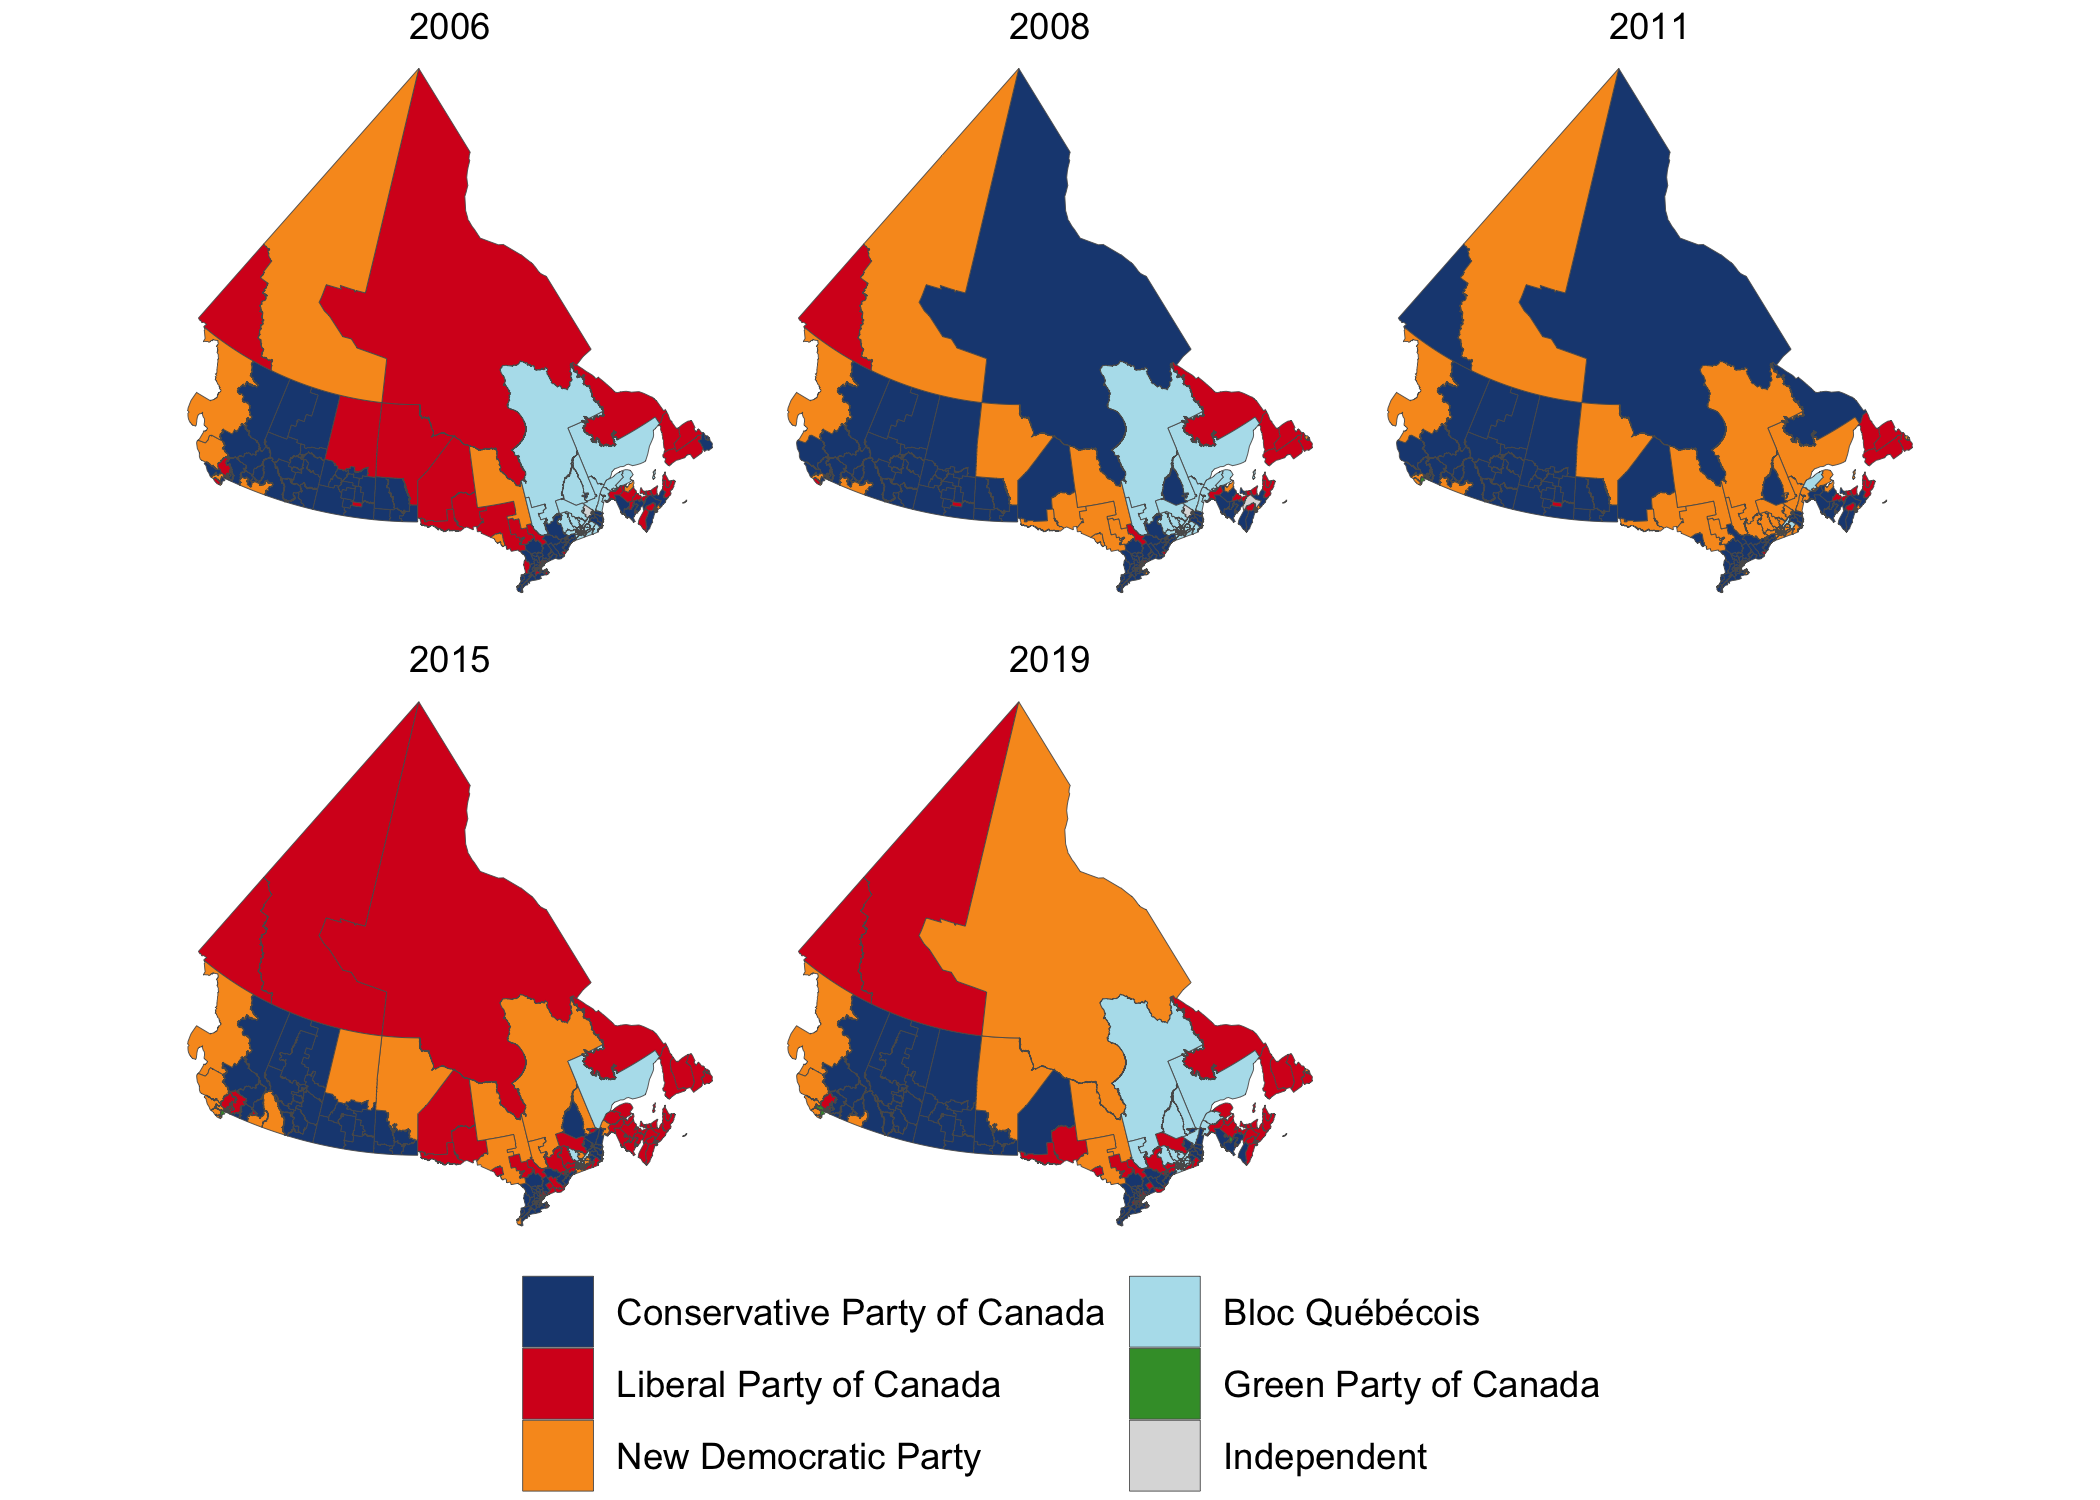 2006
2008
2011
2015
2019
Conservative Party of Canada
Liberal Party of Canada
New Democratic Party
Bloc Québécois
Green Party of Canada
Independent